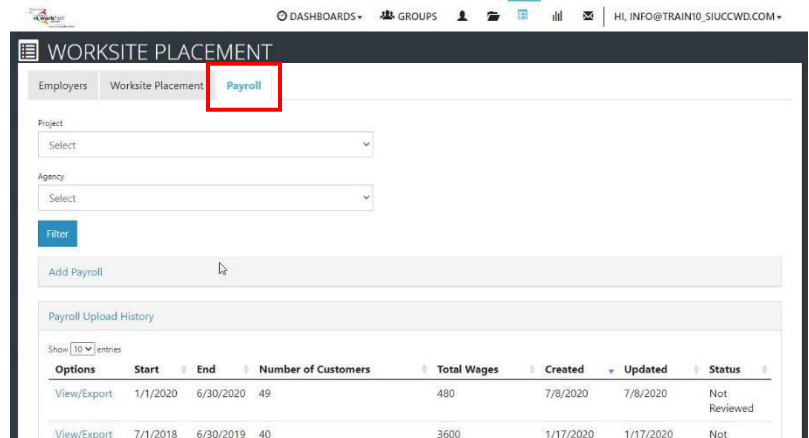 workNet
DASHBOARDS GROUPS HI, INFO@TRAIN10_SIUCCWD.COM
WORKSITE PLACEMENT
Employers Worksite Placement Payroll
Project
Select
Agency
Select
Filter
Add Payroll
Payroll Upload History
Show 10 entries
Options Start End Number of Customers Total Wages Created Updated Status
View/Export 1/1/2020 6/30/2020 49 480 7/8/2020 7/8/2020 Not
Reviewed
View/Export 7/1/2018 6/30/2019 40 3600 1/17/2020 1/17/2020 Not